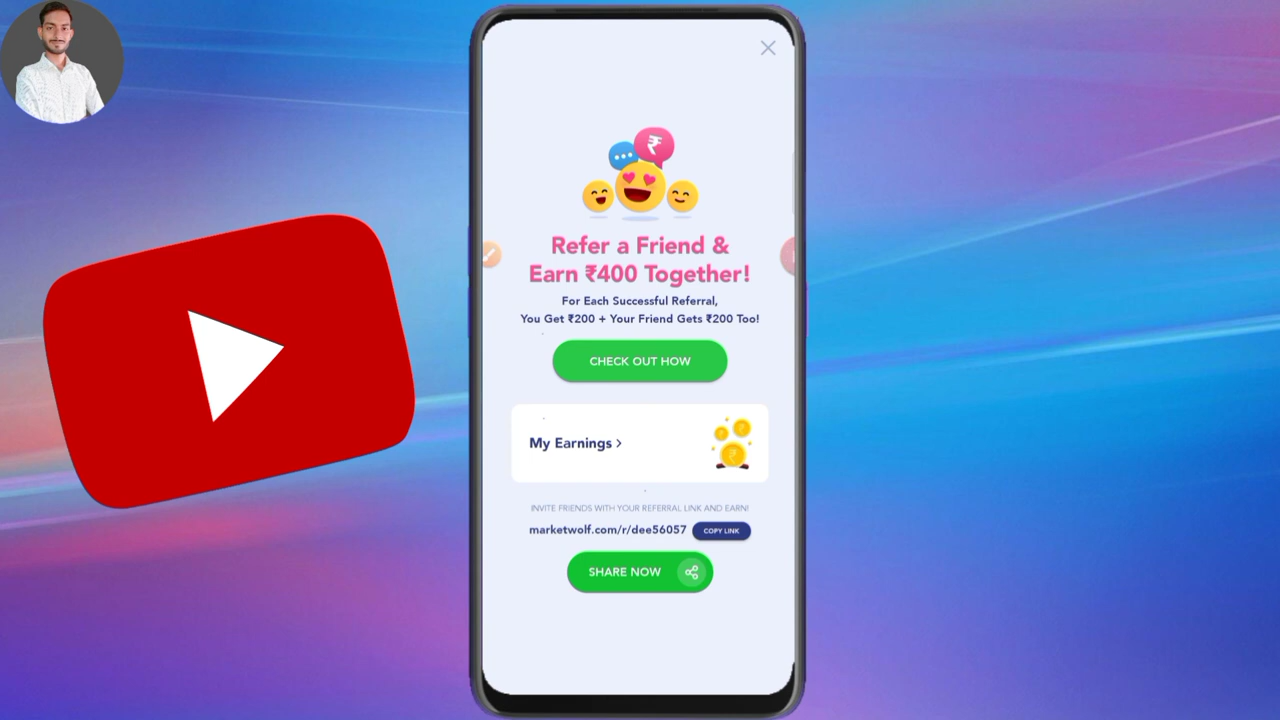 ₹
Refer a Friend &
Earn ₹400 Together!
For Each Successful Referral,
You Get ₹200 + Your Friend Gets ₹200 Too!
CHECK OUT HOW
My Earnings >
INVITE FRIENDS WITH YOUR REFERRAL LINK AND EARN!
marketwolf.com/r/dee56057 COPY LINK
SHARE NOW